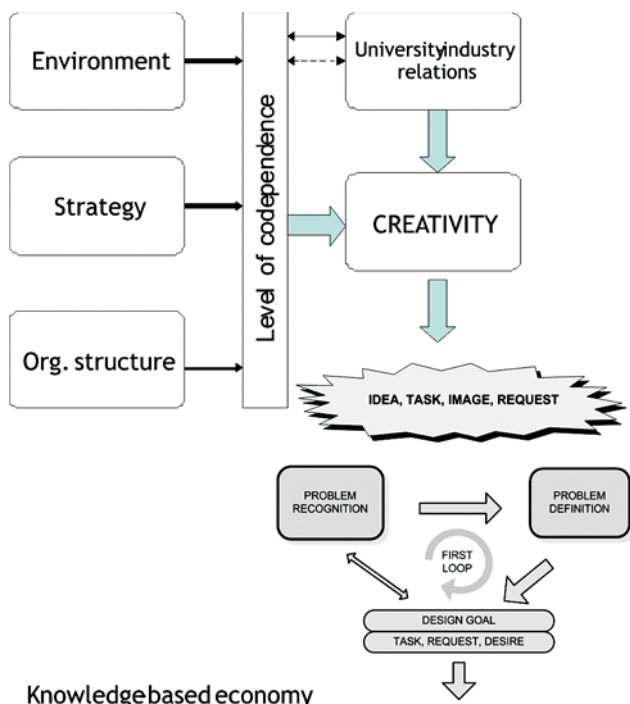 Environment
Strategy
Org. structure
Level of codependence
University-industry
relations
CREATIVITY
IDEA, TASK, IMAGE, REQUEST
PROBLEM
RECOGNITION
PROBLEM
DEFINITION
FIRST
LOOP
DESIGN GOAL
TASK, REQUEST, DESIRE
Knowledge based economy